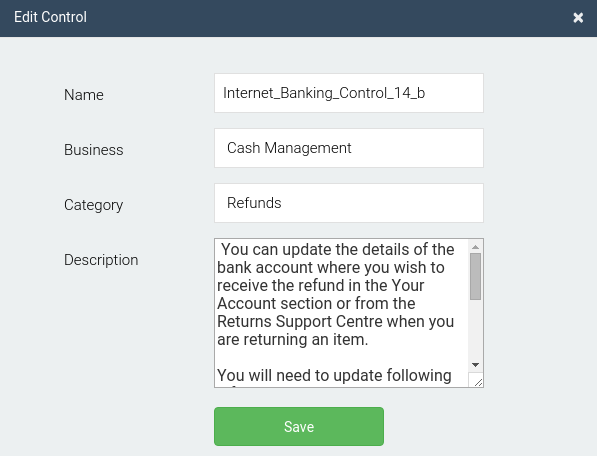 Edit Control
Name
Internet_Banking_Control_14_b
Business
Cash Management
Category
Refunds
Description
You can update the details of the
bank account where you wish to
receive the refund in the Your
Account section or from the
Returns Support Centre when you
are returning an item.
You will need to update following
Save